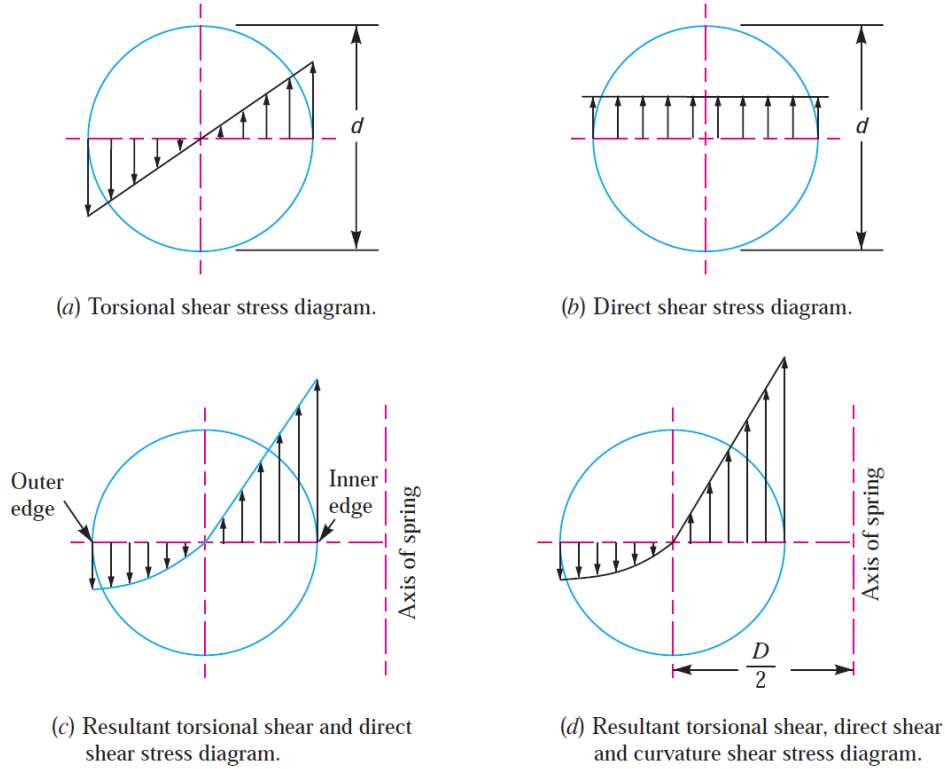 d
d
(a) Torsional shear stress diagram.
(b) Direct shear stress diagram.
Outer
edge
Inner
edge
Axis of spring
Axis of spring
D
2
(c) Resultant torsional shear and direct
shear stress diagram.
(d) Resultant torsional shear, direct shear
and curvature shear stress diagram.